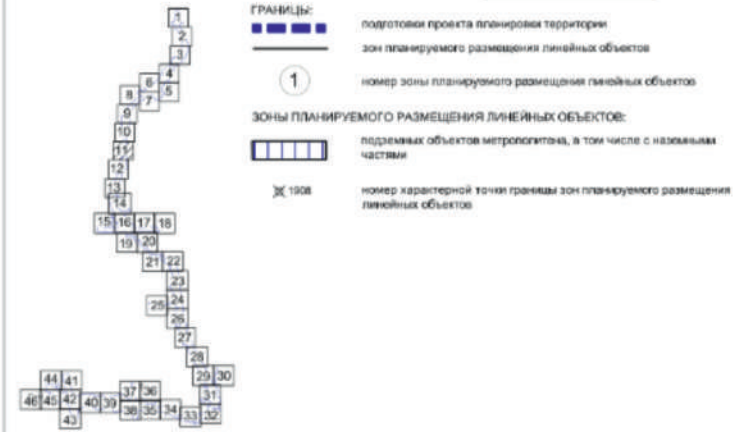 1
2
3
4
6 5
8 7
9
10
11
12
13
14
15 16 17 18
19 20
21 22
23
25 24
26
27
28
29 30
44 41 37 36 31
46 45 42 40 39 38 35 34 33 32
43
ГРАНИЦЫ:
подготовки проекта планировки территории
зон планируемого размещения линейных объектов
1 номер зоны планируемого размещения линейных объектов
ЗОНЫ ПЛАНИРУЕМОГО РАЗМЕЩЕНИЯ ЛИНЕЙНЫХ ОБЪЕКТОВ:
подземных объектов метрополитена, в том числе с наземными
частями
1908 номер характерной точки границы зон планируемого размещения
линейных объектов